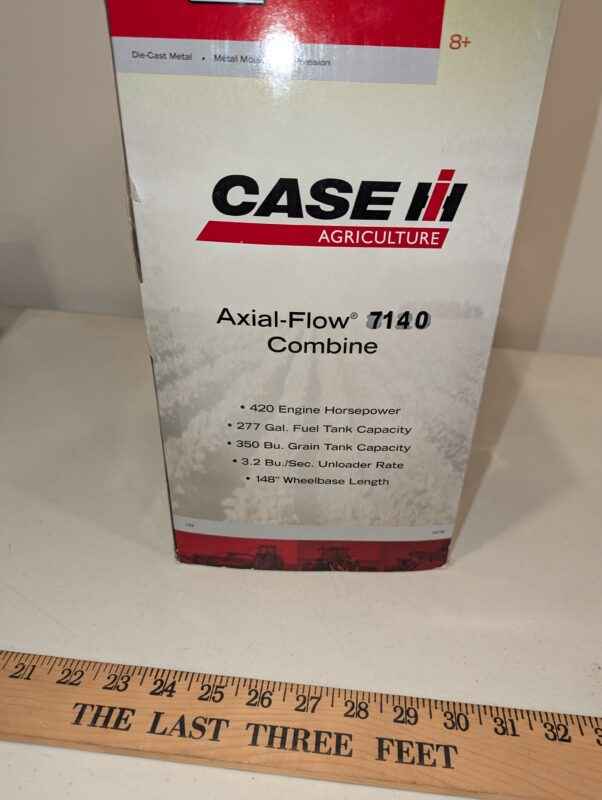 8+
Die-Cast Metal • Metal
CASE IH
AGRICULTURE
Axial-Flow® 7140
Combine
• 420 Engine Horsepower
• 277 Gal. Fuel Tank Capacity
• 350 Bu. Grain Tank Capacity
• 3.2 Bu./Sec. Unloader Rate
• 148" Wheelbase Length
21 22 23 24 25 26 27 28 29 30 31 32
THE LAST THREE FEET